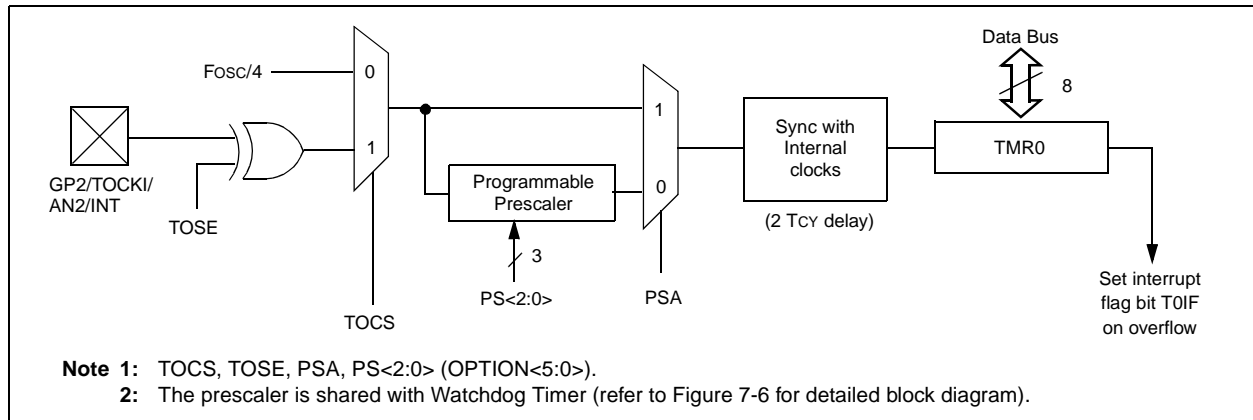 Data Bus
FOSC/4
0
8
1
Sync with
Internal
clocks
TMR0
1
GP2/TOCKI/
AN2/INT
Programmable
Prescaler
0
TOSE
(2 TCY delay)
3
PS<2:0>
PSA
TOCS
Set interrupt
flag bit T0IF
on overflow
Note 1: TOCS, TOSE, PSA, PS<2:0> (OPTION<5:0>).
2: The prescaler is shared with Watchdog Timer (refer to Figure 7-6 for detailed block diagram).